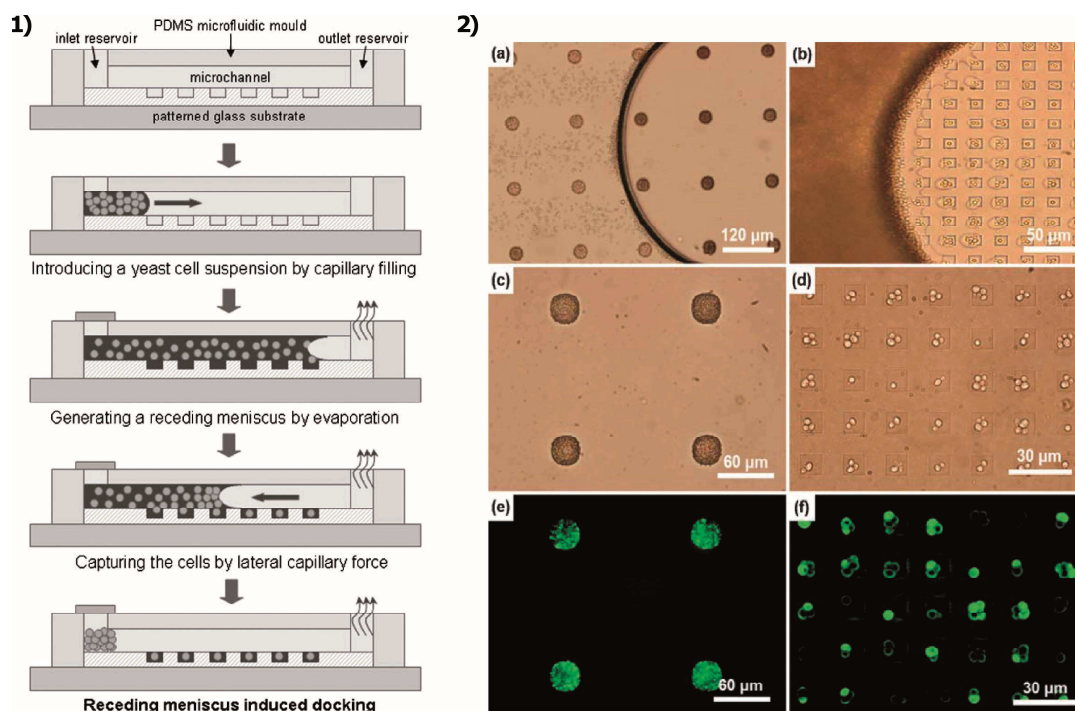 1)
PDMS microfluidic mould
inlet reservoir
outlet reservoir
microchannel
patterned glass substrate
Introducing a yeast cell suspension by capillary filling
Generating a receding meniscus by evaporation
Capturing the cells by lateral capillary force
Receding meniscus induced docking
2)
(a)
120 µm
(b)
50 µm
(c)
60 µm
(d)
30 µm
(e)
60 µm
(f)
30 µm